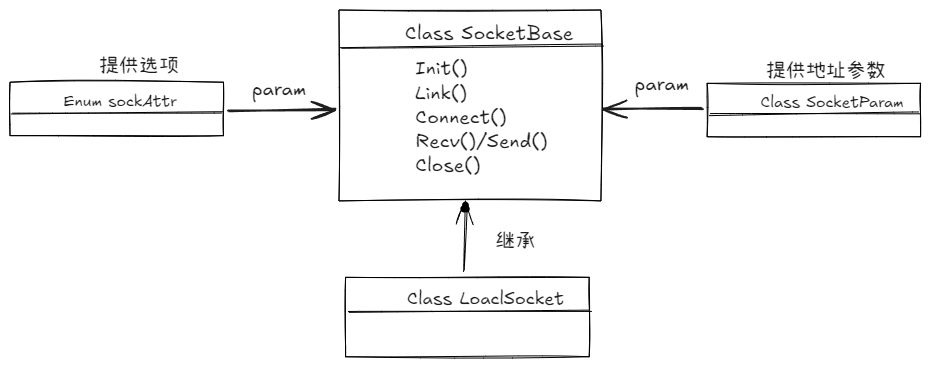 Class SocketBase
Init()
Link()
Connect()
Recv()/Send()
Close()
提供选项
Enum sockAttr
param
param
提供地址参数
Class SocketParam
继承
Class LoaclSocket